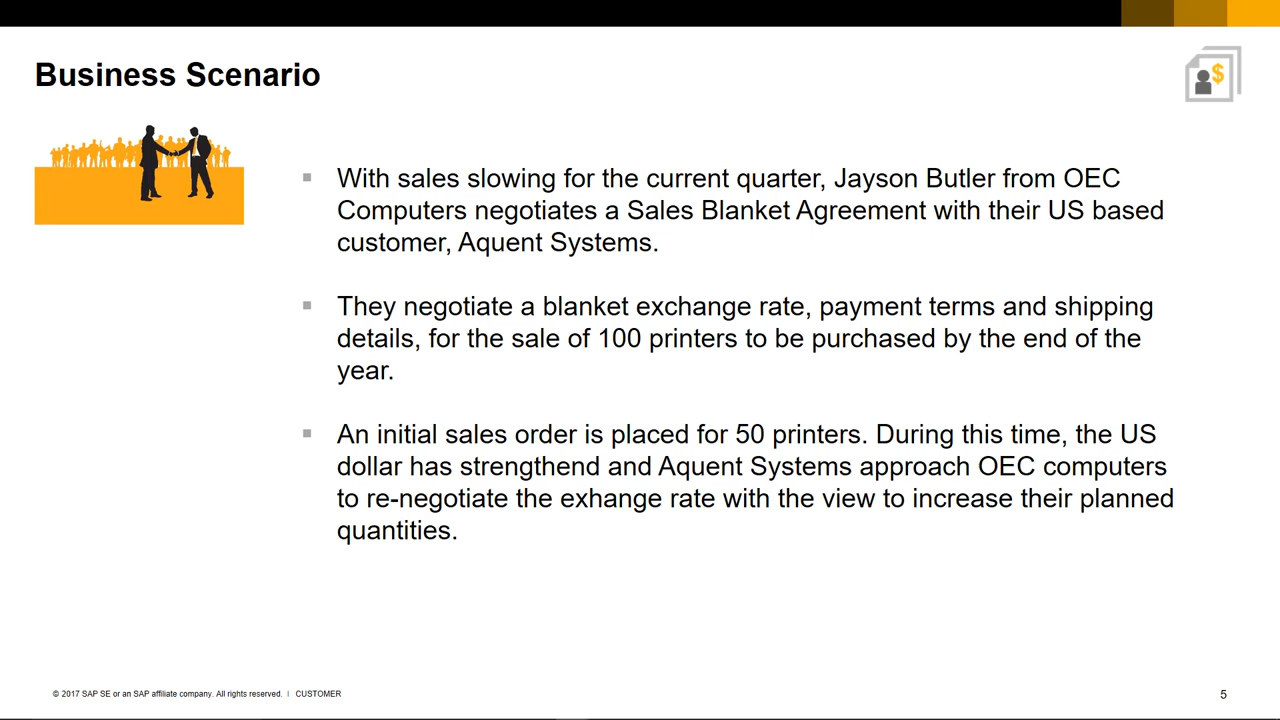 Business Scenario
$
▪ With sales slowing for the current quarter, Jayson Butler from OEC
Computers negotiates a Sales Blanket Agreement with their US based
customer, Aquent Systems.
▪ They negotiate a blanket exchange rate, payment terms and shipping
details, for the sale of 100 printers to be purchased by the end of the
year.
▪ An initial sales order is placed for 50 printers. During this time, the US
dollar has strengthend and Aquent Systems approach OEC computers
to re-negotiate the exhange rate with the view to increase their planned
quantities.
© 2017 SAP SE or an SAP affiliate company. All rights reserved. | CUSTOMER
5